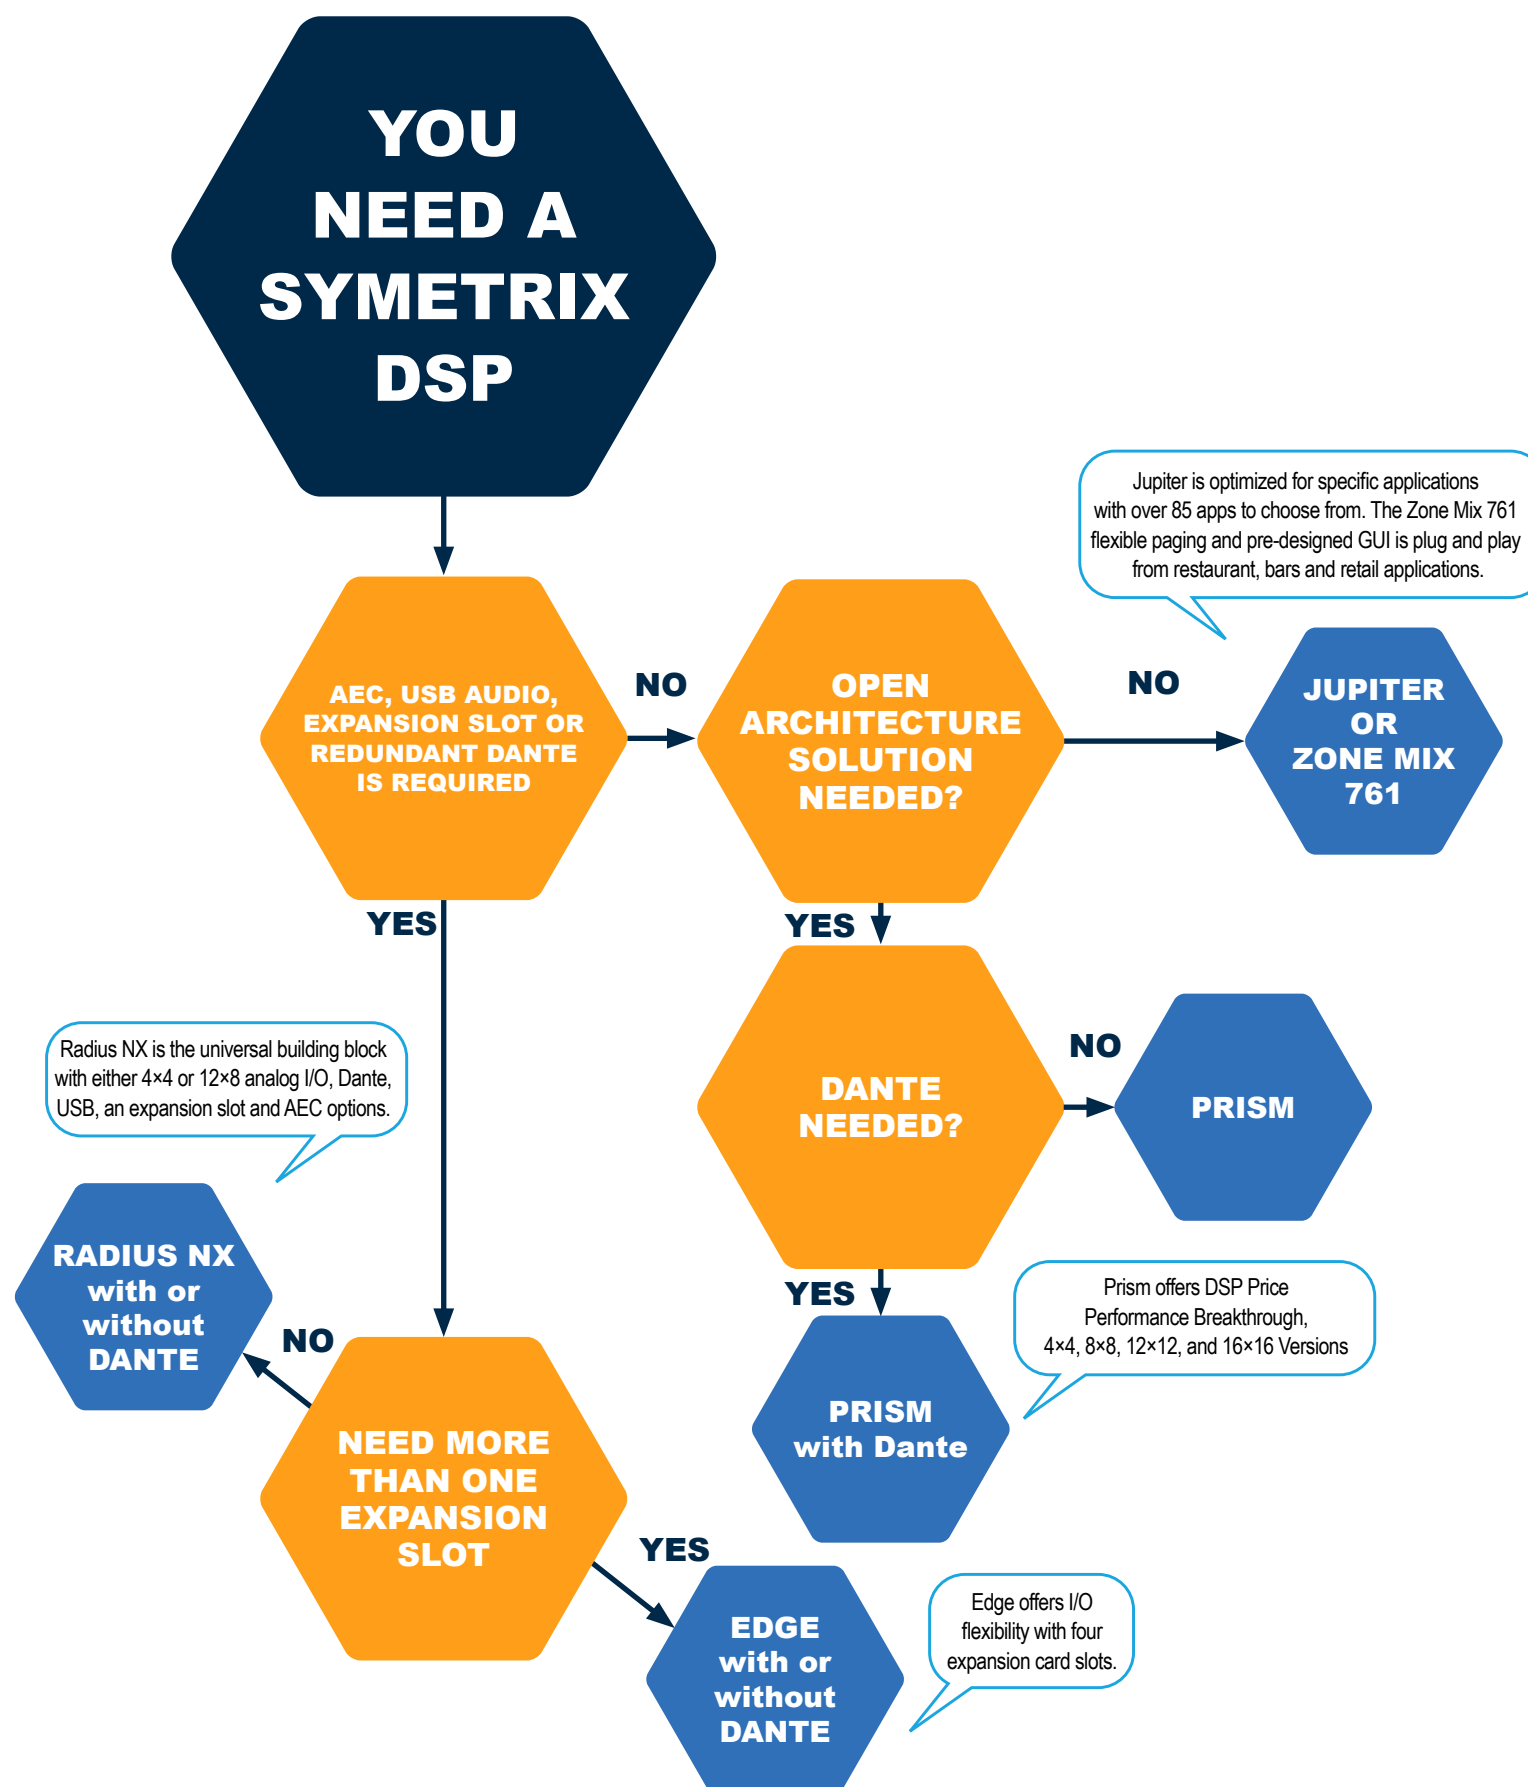 YOU
NEED A
SYMETRIX
DSP
Jupiter is optimized for specific applications
with over 85 apps to choose from. The Zone Mix 761
flexible paging and pre-designed GUI is plug and play
from restaurant, bars and retail applications.
AEC, USB AUDIO,
EXPANSION SLOT OR
REDUNDANT DANTE
IS REQUIRED
NO
OPEN
ARCHITECTURE
SOLUTION
NEEDED?
NO
JUPITER
OR
ZONE MIX
761
YES
YES
DANTE
NEEDED?
NO
PRISM
Radius NX is the universal building block
with either 4×4 or 12×8 analog I/O, Dante,
USB, an expansion slot and AEC options.
RADIUS NX
with or
without
DANTE
NO
YES
Prism offers DSP Price
Performance Breakthrough,
4×4, 8×8, 12×12, and 16×16 Versions
PRISM
with Dante
NEED MORE
THAN ONE
EXPANSION
SLOT
YES
EDGE
with or
without
DANTE
Edge offers I/O
flexibility with four
expansion card slots.